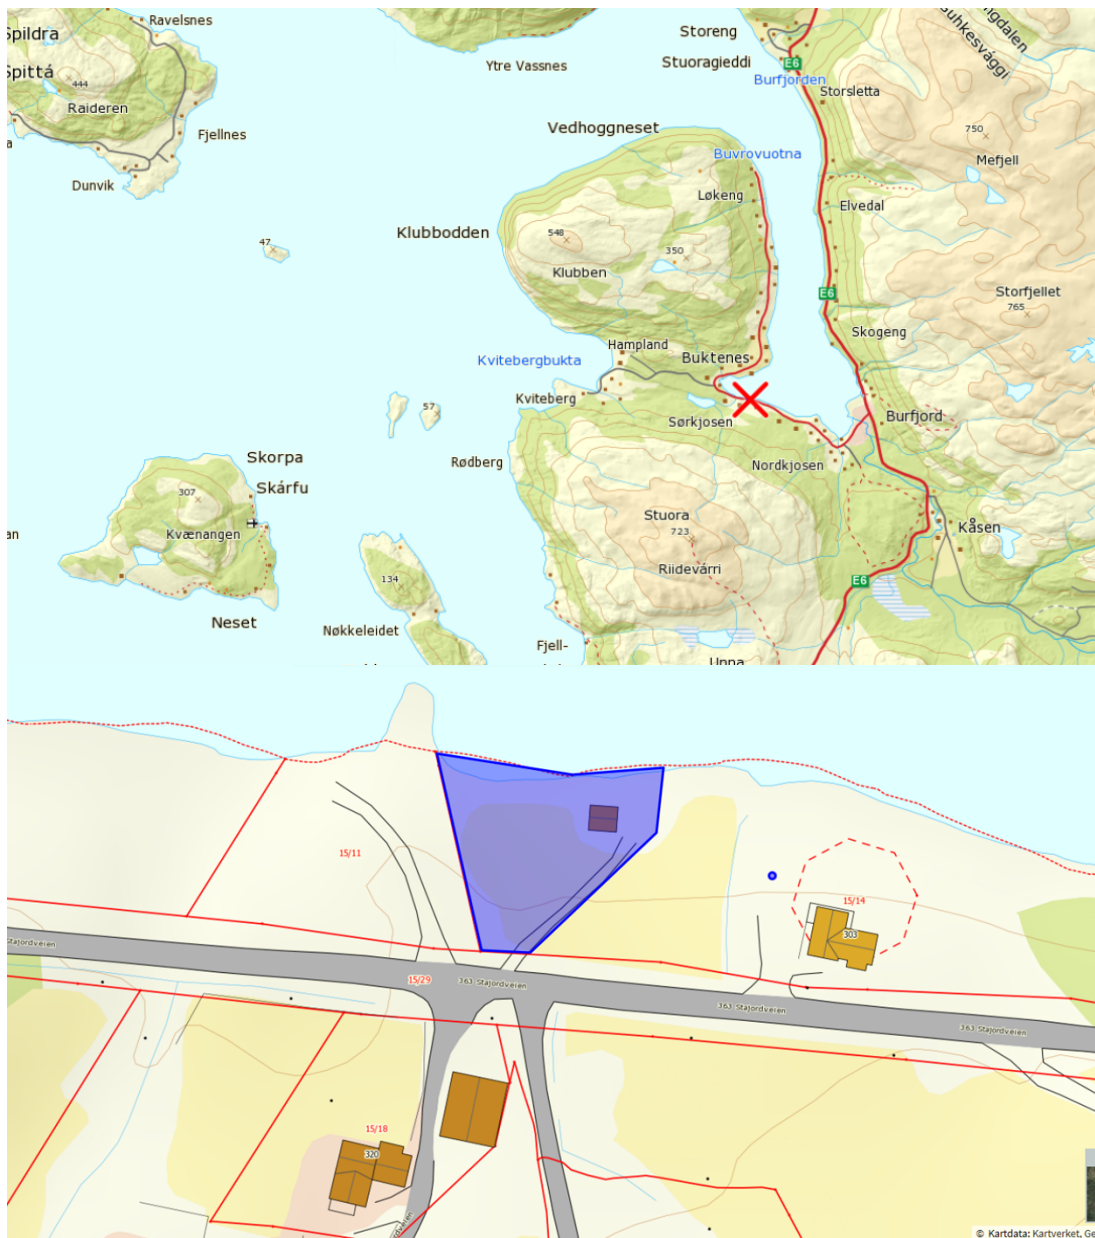 Ravelsnes
Spildra
Spittá
444
Raideren
Fjellnes
Dunvik
a
Ytre Vassnes
Storeng
Stuoragieddi
E6
Burfjorden
Storsletta
ngdalen
Suhkesvággi
750
Mefjell
Vedhoggneset
Buvrovuotna
Løkeng
Elvedal
Klubbodden
548
350
47
Klubben
E6
Storfjellet
765
Skogeng
Hampland
Buktenes
Kvitebergbukta
Kviteberg
57
Sørkjosen
Burfjord
Rødberg
Nordkjosen
Skorpa
Skárfu
307
Kvænangen
an
Stuora
723
Riidevárri
Kåsen
134
E6
Neset
Nøkkeleidet
Fjell-
Unna
15/11
15/14
303
Stajordveien
15/29
363 Stajordveien
363 Stajordveien
363 Stajordveien
15/18
320
© Kartdata: Kartverket, Ge